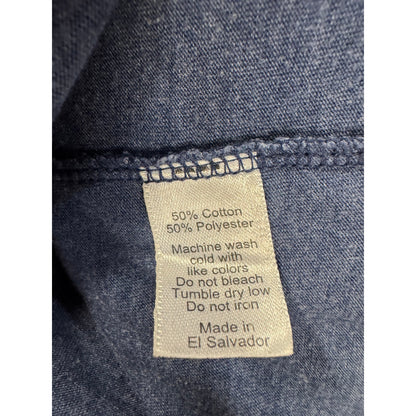 50% Cotton
50% Polyester
Machine wash
cold with
like colors
Do not bleach
Tumble dry low
Do not iron
Made in
El Salvador